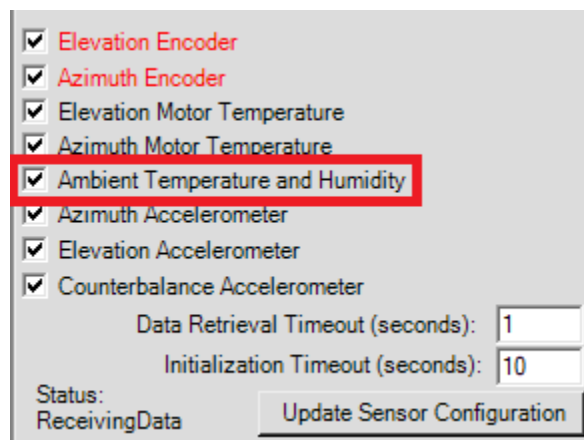 Elevation Encoder
Azimuth Encoder
Elevation Motor Temperature
Azimuth Motor Temperature
Ambient Temperature and Humidity
Azimuth Accelerometer
Elevation Accelerometer
Counterbalance Accelerometer
Data Retrieval Timeout (seconds): 1
Initialization Timeout (seconds): 10
Status:
ReceivingData
Update Sensor Configuration